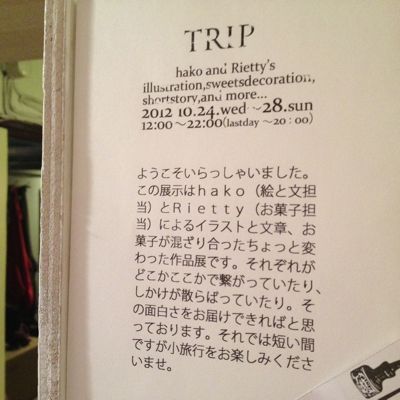 TRIP
hako and Rietty's
illustration,sweetsdecoration,
shortstory,and more...
2012 10.24.wed ～28.sun
12:00 ～22:00(lastday ～20：00)
ようこそいらっしゃいました。
この展示はｈａｋｏ（絵と文担
当）とＲｉｅｔｔｙ（お菓子担
当）によるイラストと文章、お
菓子が混ざり合ったちょっと変
わった作品展です。それぞれが
どこかここかで繋がっていたり、
しかけが散らばっていたり。そ
の面白さをお届けできればと思
っております。それでは短い間
ですが小旅行をお楽しみくださ
いませ。